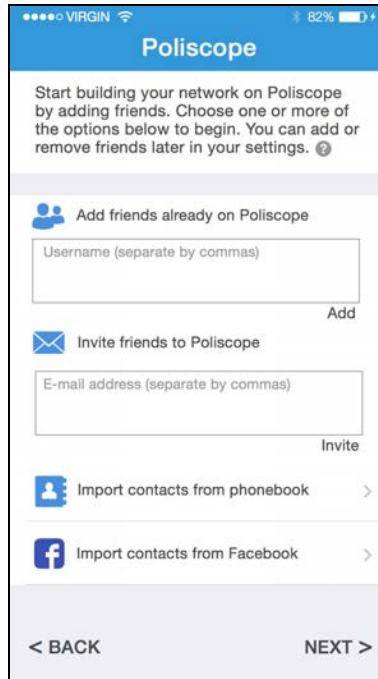 VIRGIN 82%
Poliscope
Start building your network on Poliscope
by adding friends. Choose one or more of
the options below to begin. You can add or
remove friends later in your settings. ?
Add friends already on Poliscope
Username (separate by commas)
Add
Invite friends to Poliscope
E-mail address (separate by commas)
Invite
Import contacts from phonebook >
f Import contacts from Facebook >
< BACK NEXT >